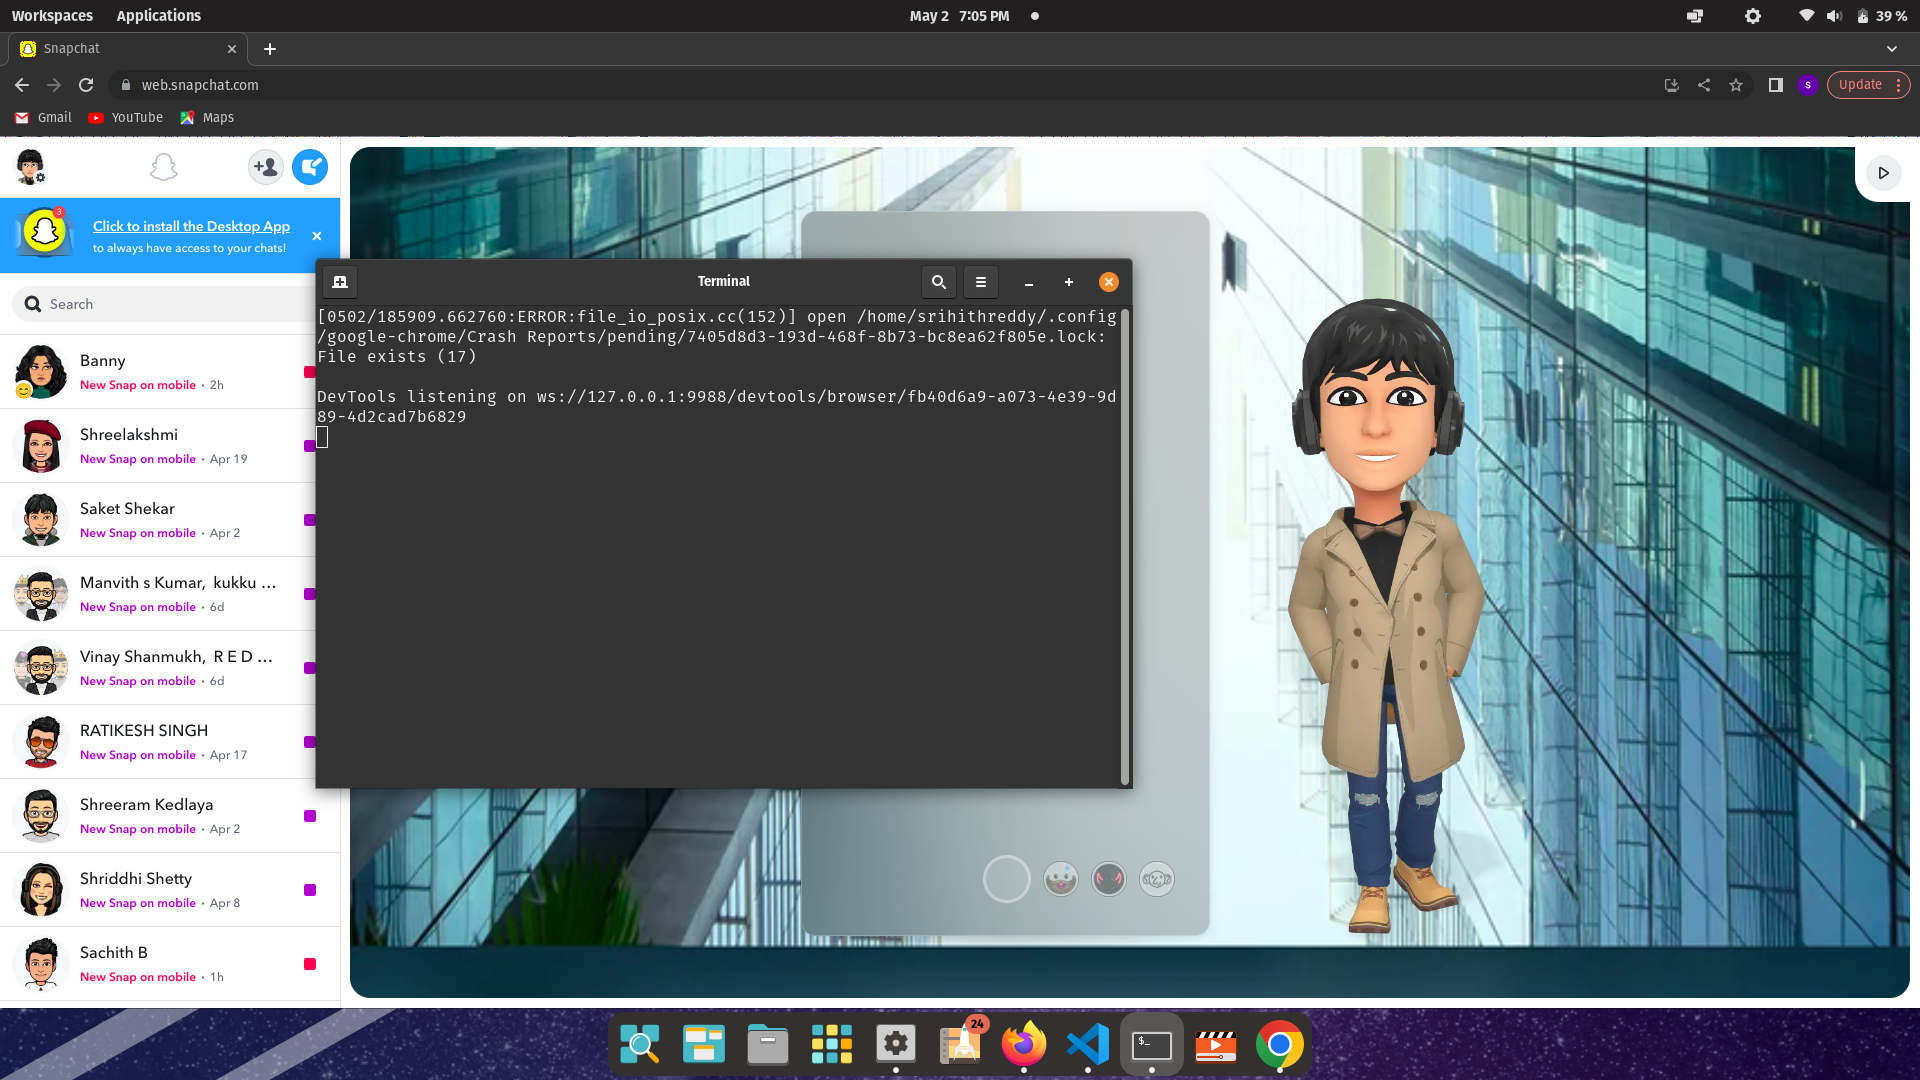 Workspaces Applications May 2 7:05 PM 39 %
Snapchat
web.snapchat.com S Update
Gmail YouTube Maps
3
Click to install the Desktop App
to always have access to your chats!
Search
Banny
New Snap on mobile · 2h
Shreelakshmi
New Snap on mobile · Apr 19
Saket Shekar
New Snap on mobile · Apr 2
Manvith s Kumar, kukku ...
New Snap on mobile · 6d
Vinay Shanmukh, R E D ...
New Snap on mobile · 6d
RATIKESH SINGH
New Snap on mobile · Apr 17
Shreeram Kedlaya
New Snap on mobile · Apr 2
Shriddhi Shetty
New Snap on mobile · Apr 8
Sachith B
New Snap on mobile · 1h
Terminal
[0502/185909.662760:ERROR:file_io_posix.cc(152)] open /home/srihithreddy/.config
/google-chrome/Crash Reports/pending/7405d8d3-193d-468f-8b73-bc8ea62f805e.lock:
File exists (17)
DevTools listening on ws://127.0.0.1:9988/devtools/browser/fb40d6a9-a073-4e39-9d
89-4d2cad7b6829
24
$_